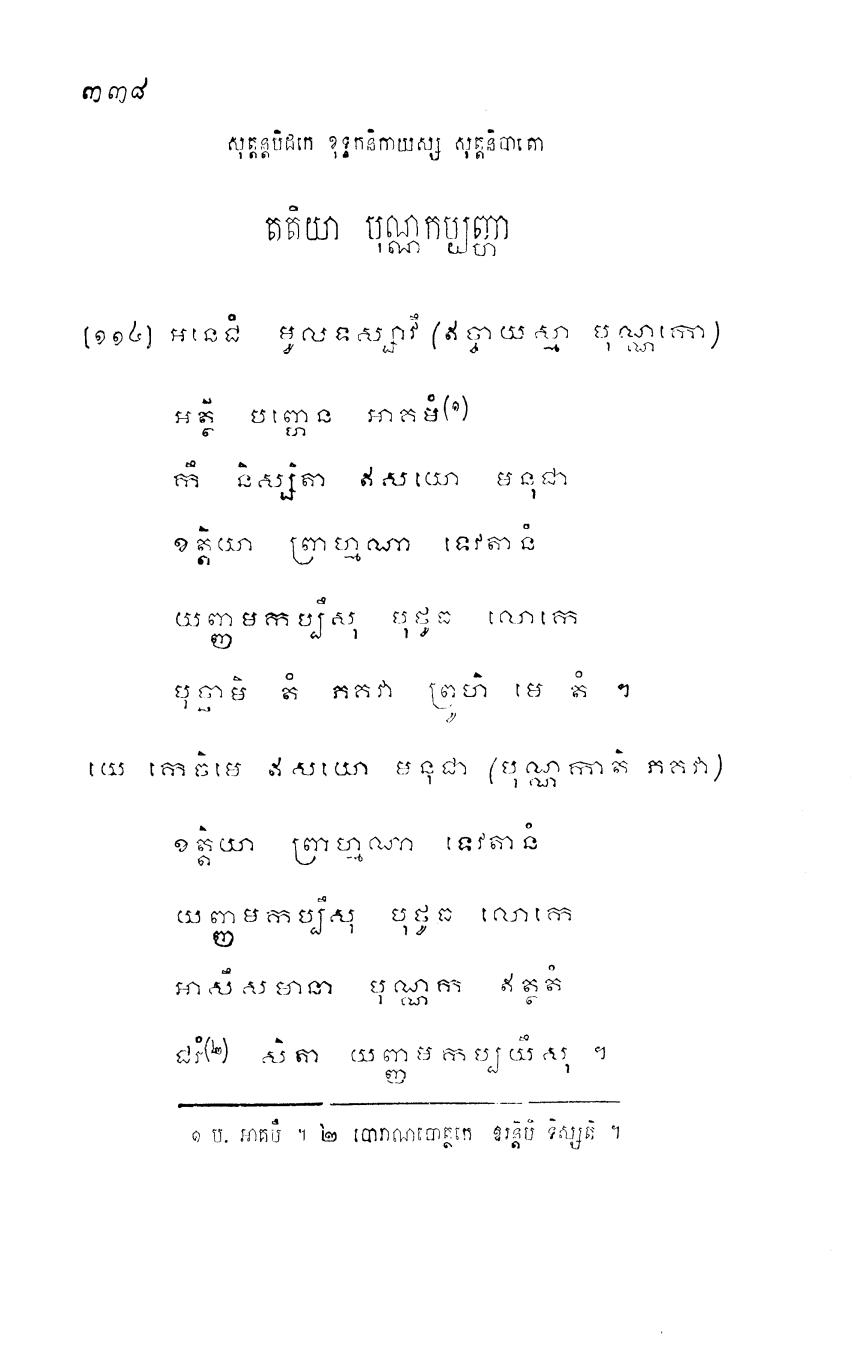 ៣៣៨
សុត្តន្តបិដកេ ខុទ្ទកនិកាយស្ស សុត្តនិបាតោ
តតិយា បុណ្ណកប្បញ្ហា
[១១៤] អនេជំ មូលទស្សាវឹ (ឥច្ចាយស្មា បុណ្ណកោ)
អត្ថិ បញ្ហេន អាគមំ(១)
កឹ និស្សិតា ឥសយោ មនុជា
ខត្តិយា ព្រាហ្មណា ទេវតានំ
យញ្ញមកប្បឹសុ បុថូធ លោកេ
បុច្ឆាមិ តំ ភគវា ព្រូហិ មេ តំ ។
យេ កេចិមេ ឥសយោ មនុជា (បុណ្ណកាតិ ភគវា)
ខត្តិយា ព្រាហ្មណា ទេវតានំ
យញ្ញមកប្បឹសុ បុថូធ លោកេ
អាសឹសមានា បុណ្ណក ឥត្ថតំ
ជរំ(២) សិតា យញ្ញមកប្បយឹសុ ។
១ ប. អាគមឹ ។ ២ បោរាណបោត្ថកេ ទិស្សតិ ។